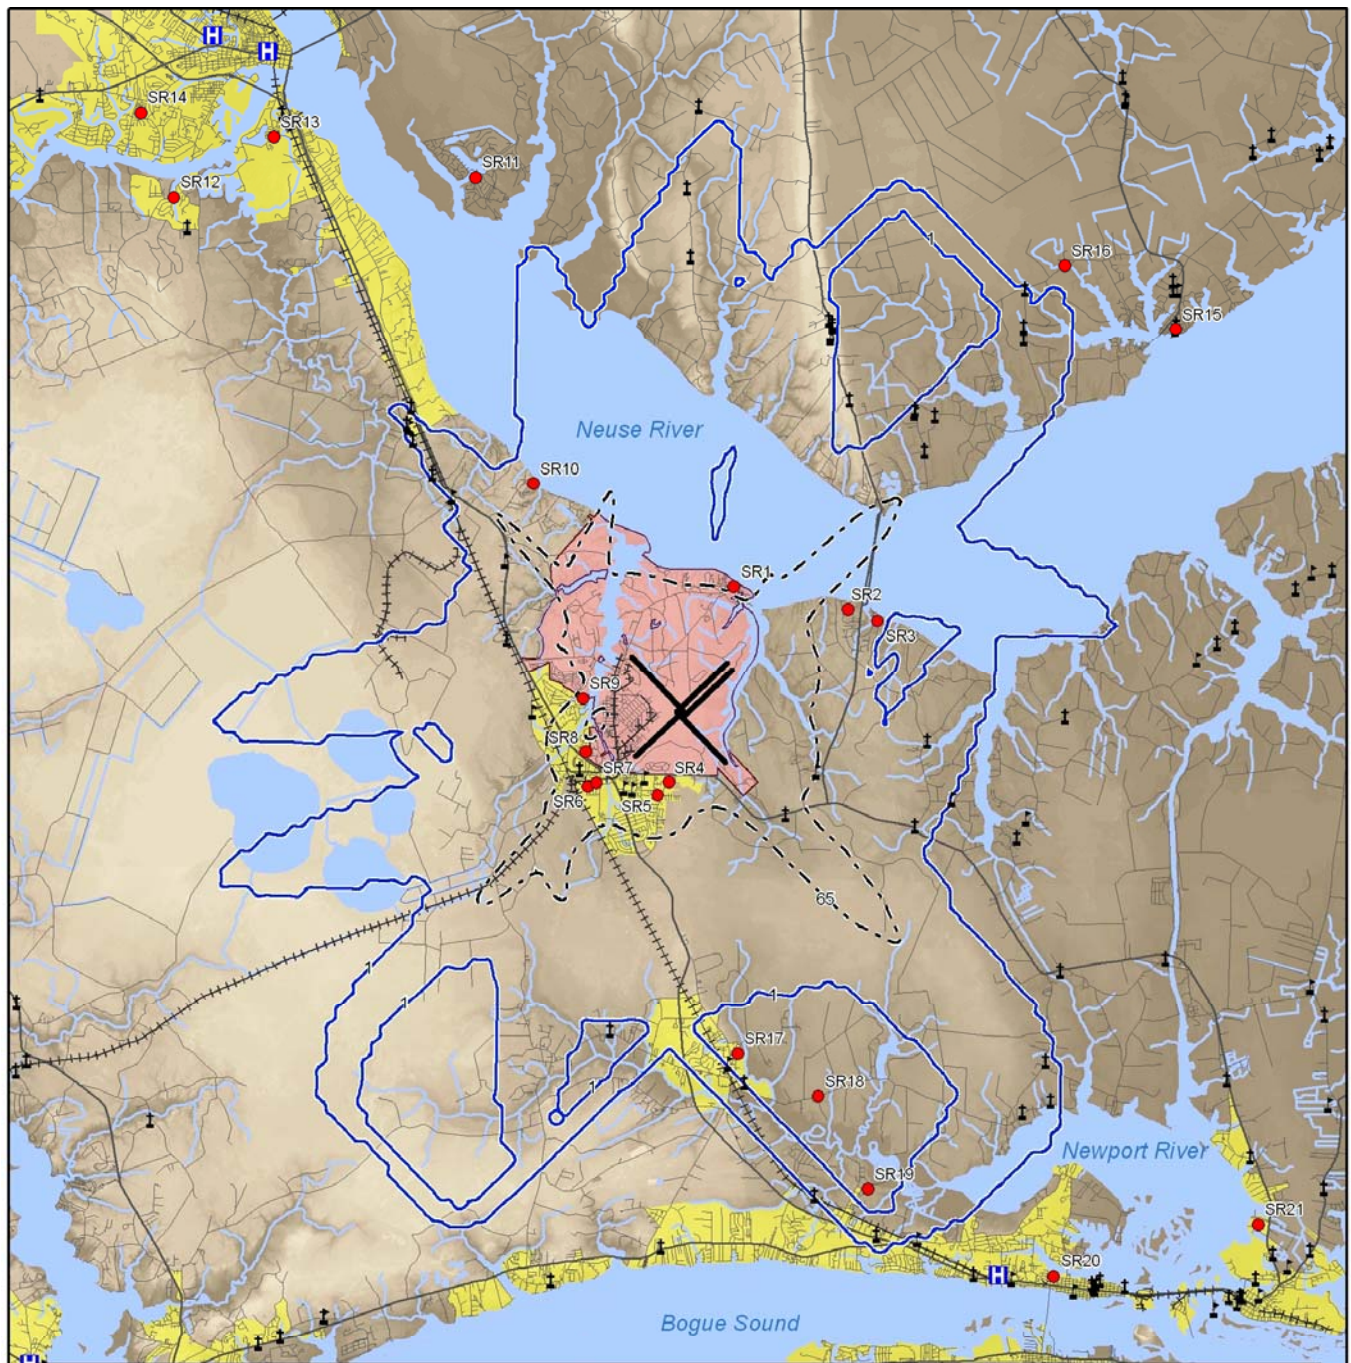 H
H
SR14
SR13
SR11
SR12
1
SR16
SR15
Neuse River
SR10
SR1
SR2
SR3
SR9
SR8
SR7
SR4
SR6
SR5
65
1
1
1
SR17
1
SR18
Newport River
SR19
SR21
SR20
H
Bogue Sound
H